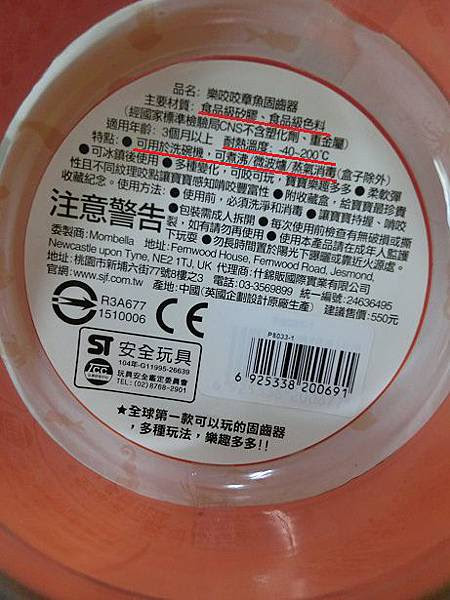 品名: 樂咬咬章魚固齒器
主要材質: 食品級矽膠、食品級色料
(經國家標準檢驗局CNS不含塑化劑、重金屬)
適用年齡: 3個月以上 耐熱溫度: -40~200℃
特點: ●可用於洗碗機,可煮沸/微波爐/蒸氣消毒(盒子除外)
●可冰鎮後使用 ●多種變化,可咬可玩,寶寶樂趣多多 ●柔軟彈
性且不同紋理咬點讓寶寶感知啃咬豐富性 ●附收藏盒,給寶寶最珍貴
收藏紀念。使用方法: ●使用前,必須洗淨和消毒 ●讓寶寶持握、啃咬
注意警告
●包裝需成人拆開 ●每次使用前檢查有無破損或撕
裂,如有請勿再使用 ●使用本產品請在成年人監護
下玩耍 ●勿長時間置於陽光下曝曬或靠近火源處。
委製商: Mombella 地址: Fernwood House, Fernwood Road, Jesmond,
Newcastle upon Tyne, NE2 1TJ, UK 代理商: 什錦販國際實業有限公司
地址: 桃園市新埔六街77號8樓之3 電話: 03-3569899 統一編號: 24636495
官網: www.sjf.com.tw 產地: 中國(英國企劃設計原廠生產) 建議售價: 550元
R3A677
1510006
CE
P8033-1
ST 安全玩具
104年-G11995-26639
玩具安全鑑定委員會
TEL: (02) 8768-2901
6 925338 200691
★全球第一款可以玩的固齒器
,多種玩法,樂趣多多!!